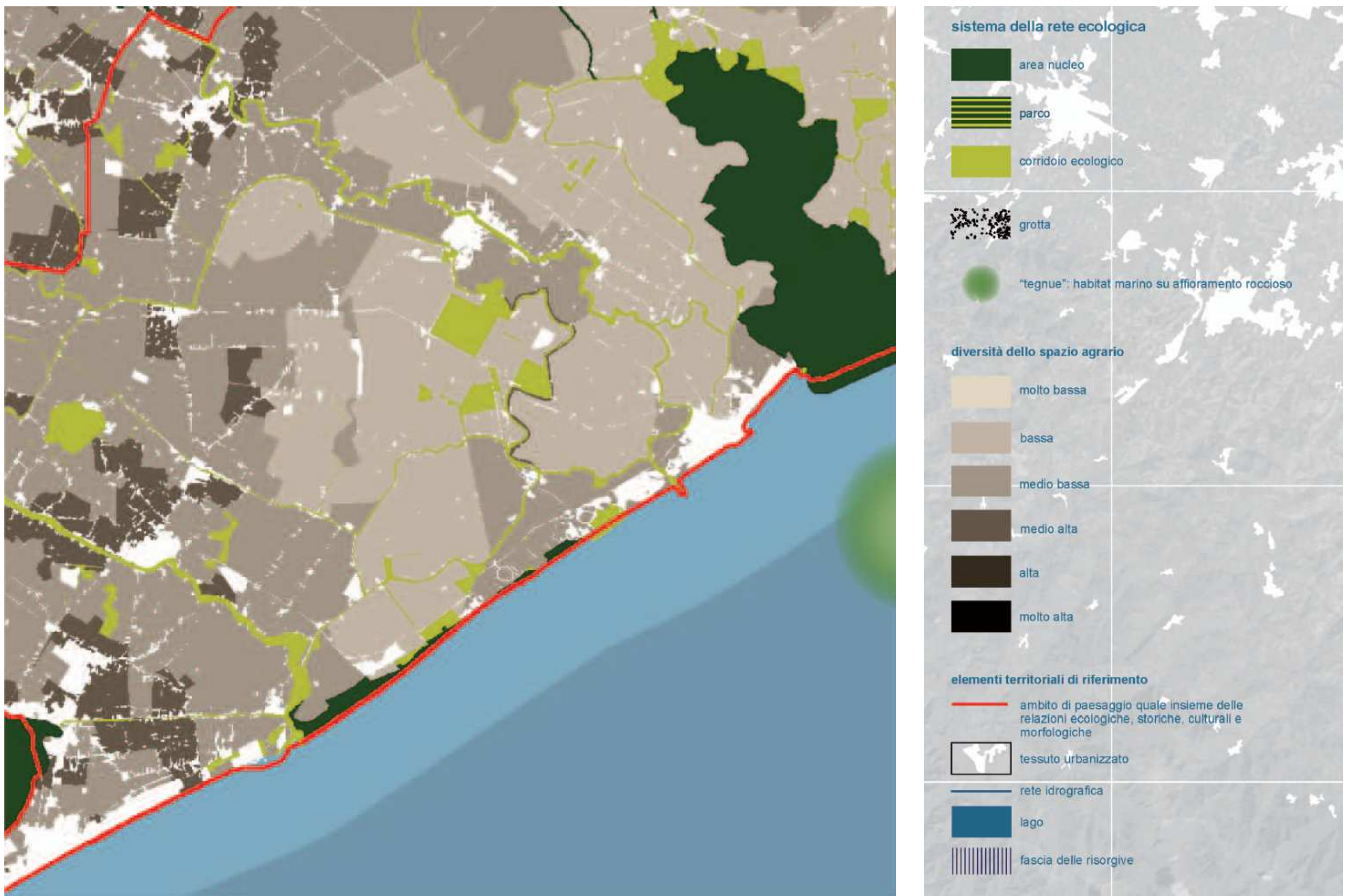 sistema della rete ecologica
area nucleo
parco
corridoio ecologico
grotta
"tegnue": habitat marino su affioramento roccioso
diversità dello spazio agrario
molto bassa
bassa
medio bassa
medio alta
alta
molto alta
elementi territoriali di riferimento
ambito di paesaggio quale insieme delle
relazioni ecologiche, storiche, culturali e
morfologiche
tessuto urbanizzato
rete idrografica
lago
fascia delle risorgive